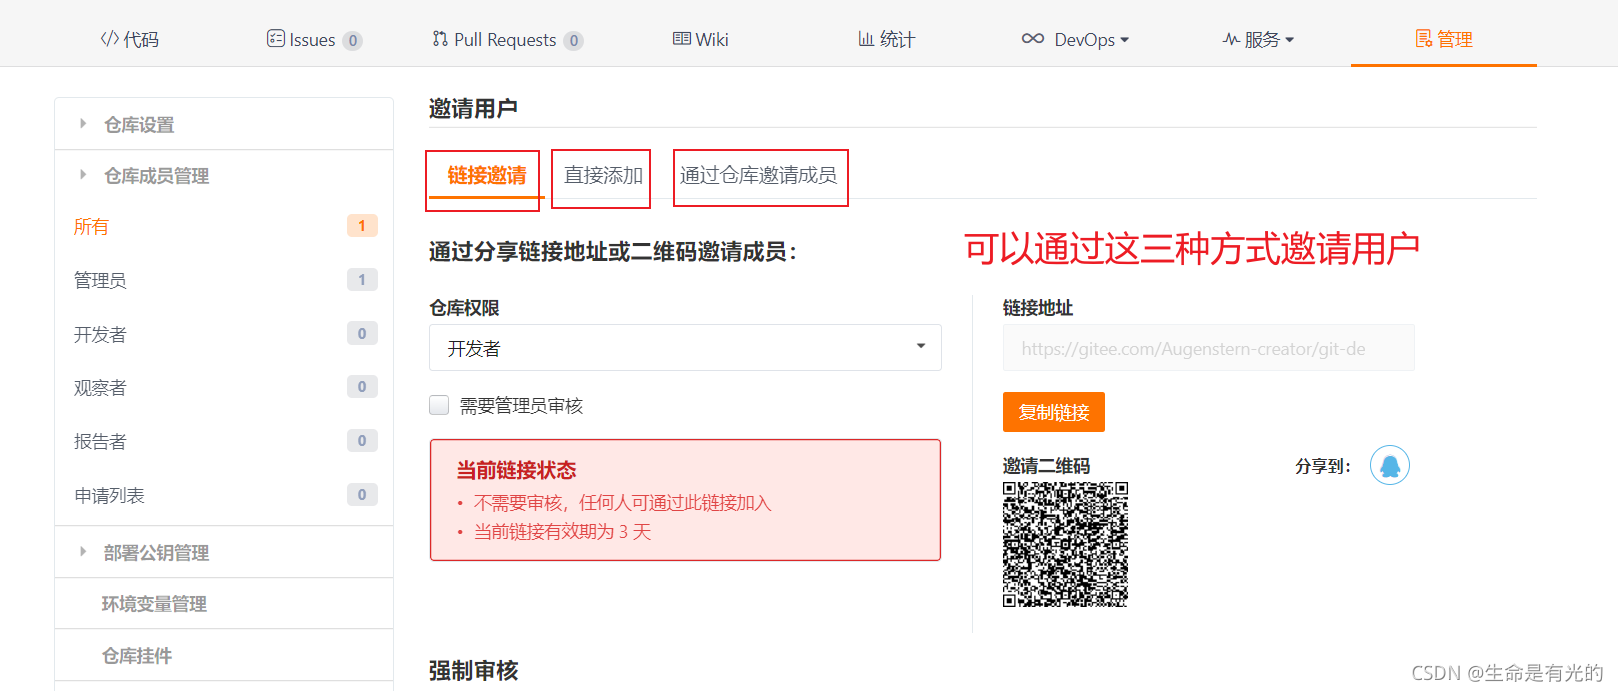 代码
Issues 0
Pull Requests 0
Wiki
统计
DevOps
服务
管理
仓库设置
仓库成员管理
所有 1
管理员 1
开发者 0
观察者 0
报告者 0
申请列表 0
部署公钥管理
环境变量管理
仓库挂件
邀请用户
链接邀请
直接添加
通过仓库邀请成员
可以通过这三种方式邀请用户
通过分享链接地址或二维码邀请成员：
仓库权限
开发者
需要管理员审核
当前链接状态
• 不需要审核，任何人可通过此链接加入
• 当前链接有效期为 3 天
链接地址
https://gitee.com/Augenstern-creator/git-de
复制链接
邀请二维码
分享到：
强制审核
CSDN @生命是有光的